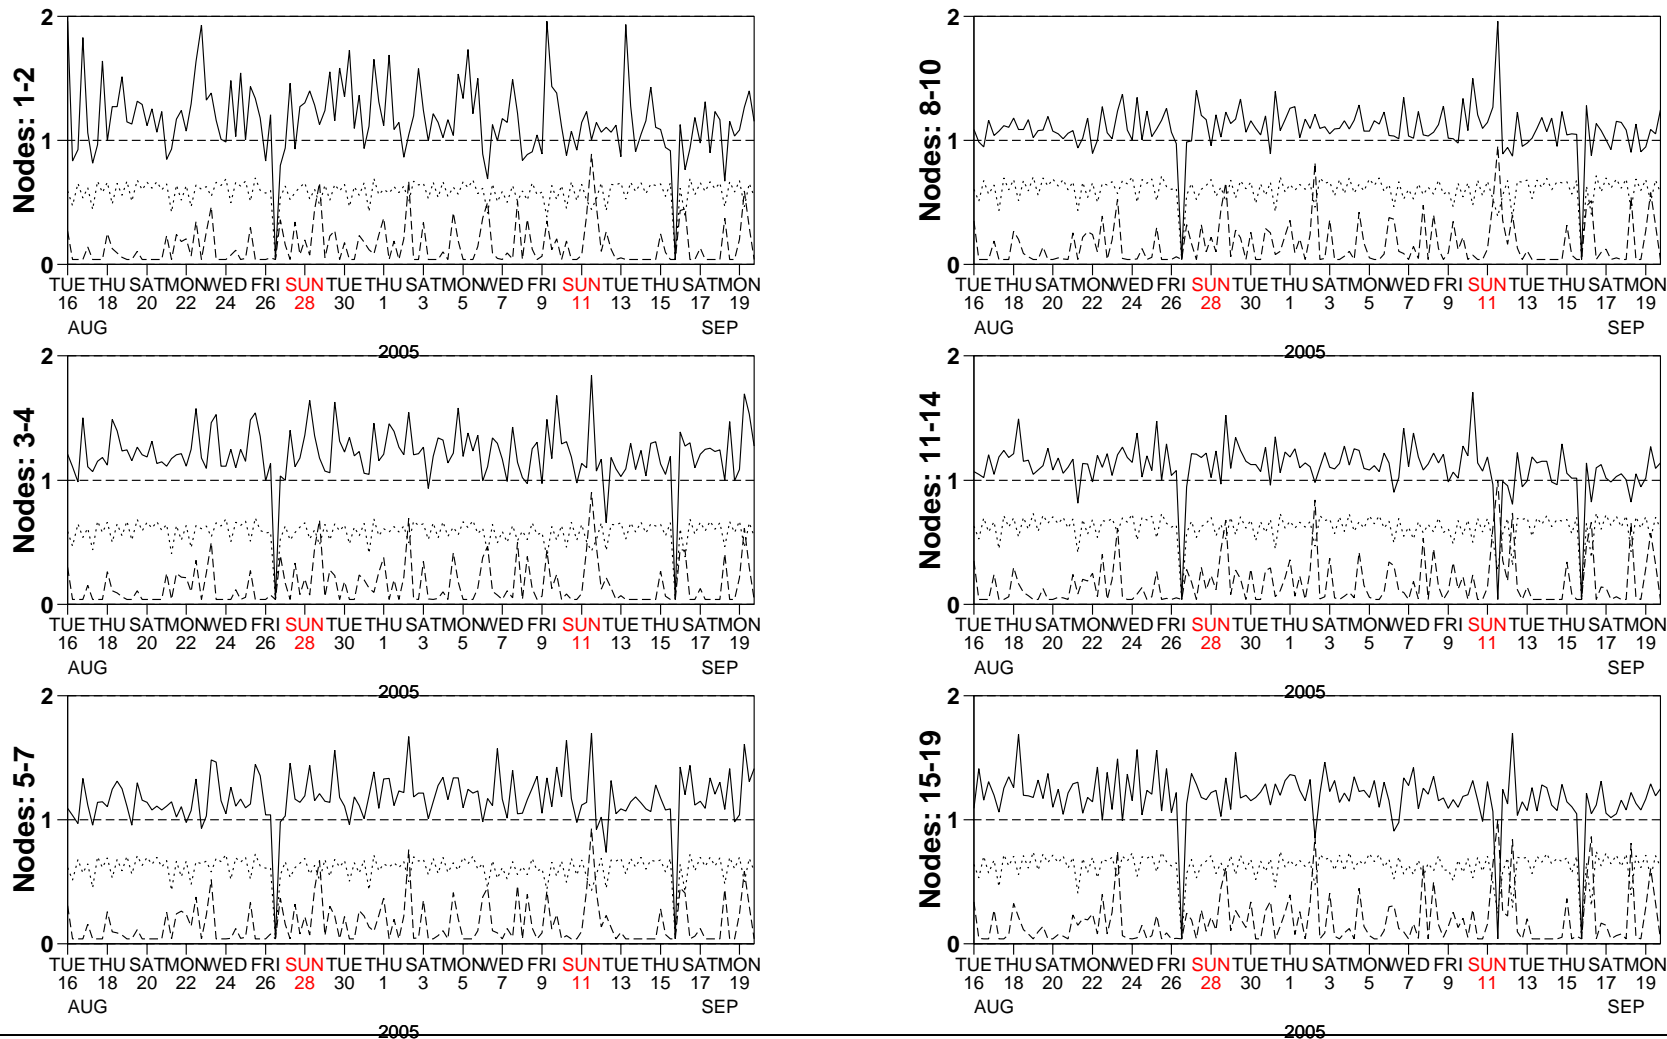 Nodes: 1-2
2
1
0
TUE THU SAT MON WED FRI SUN TUE THU SAT MON WED FRI SUN TUE THU SAT MON
16 18 20 22 24 26 28 30 1 3 5 7 9 11 13 15 17 19
AUG SEP
2005
Nodes: 8-10
2
1
0
TUE THU SAT MON WED FRI SUN TUE THU SAT MON WED FRI SUN TUE THU SAT MON
16 18 20 22 24 26 28 30 1 3 5 7 9 11 13 15 17 19
AUG SEP
2005
Nodes: 3-4
2
1
0
TUE THU SAT MON WED FRI SUN TUE THU SAT MON WED FRI SUN TUE THU SAT MON
16 18 20 22 24 26 28 30 1 3 5 7 9 11 13 15 17 19
AUG SEP
2005
Nodes: 11-14
2
1
0
TUE THU SAT MON WED FRI SUN TUE THU SAT MON WED FRI SUN TUE THU SAT MON
16 18 20 22 24 26 28 30 1 3 5 7 9 11 13 15 17 19
AUG SEP
2005
Nodes: 5-7
2
1
0
TUE THU SAT MON WED FRI SUN TUE THU SAT MON WED FRI SUN TUE THU SAT MON
16 18 20 22 24 26 28 30 1 3 5 7 9 11 13 15 17 19
AUG SEP
2005
Nodes: 15-19
2
1
0
TUE THU SAT MON WED FRI SUN TUE THU SAT MON WED FRI SUN TUE THU SAT MON
16 18 20 22 24 26 28 30 1 3 5 7 9 11 13 15 17 19
AUG SEP
2005